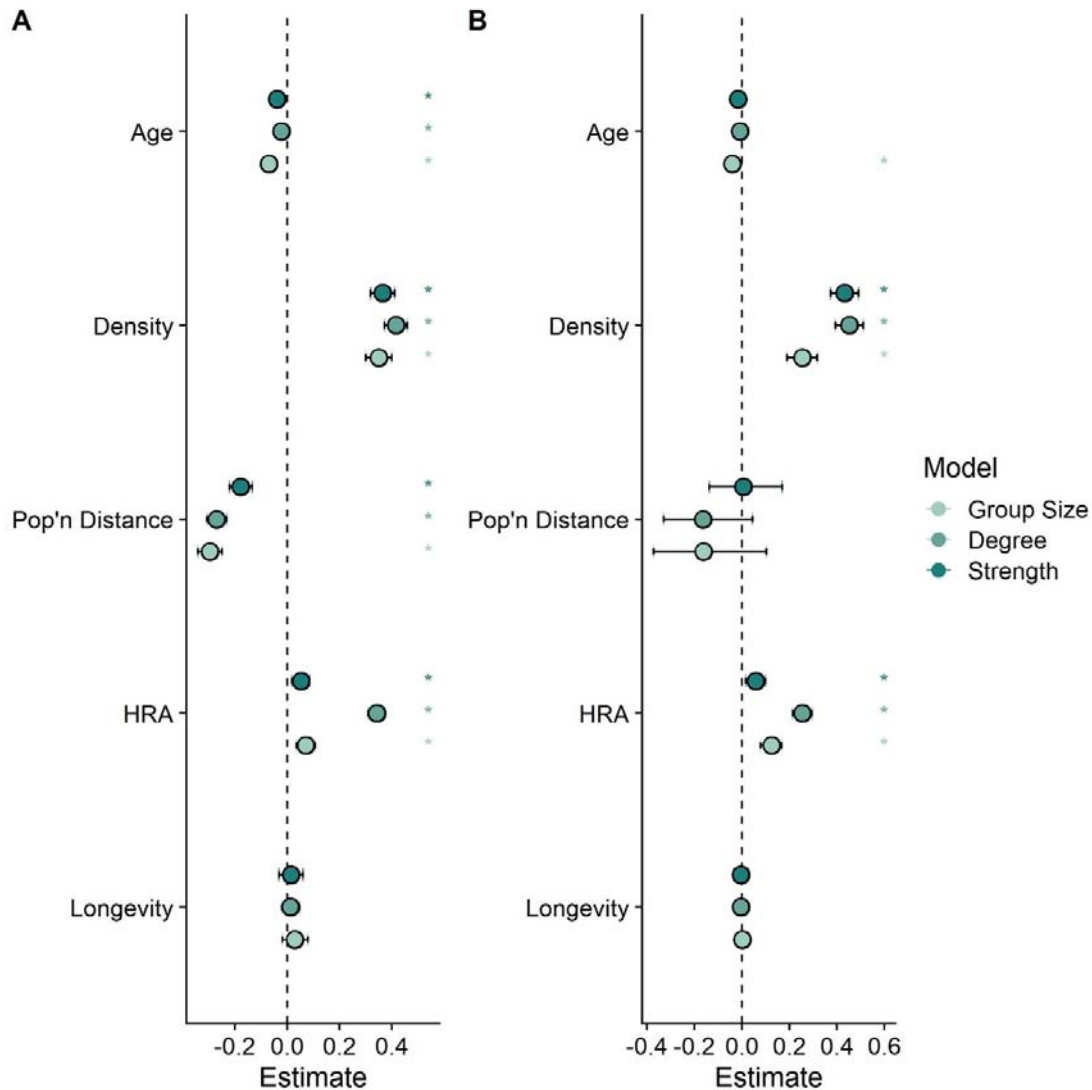 A
Age
* 
*
*
Density
*
*
*
Pop'n Distance
*
*
*
HRA
*
*
*
Longevity
-0.2 0.0 0.2 0.4
Estimate
B
Age
*
Density
*
*
*
Pop'n Distance
HRA
*
*
*
Longevity
-0.4 -0.2 0.0 0.2 0.4 0.6
Estimate
Model
Group Size
Degree
Strength